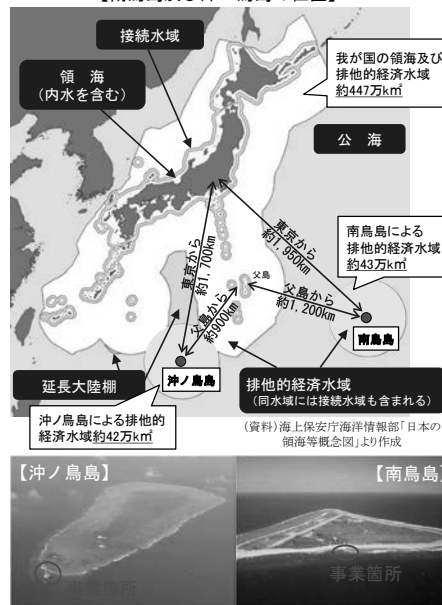 接続水域
領 海
(内水を含む)
我が国の領海及び
排他的経済水域
約447万k㎡
公 海
東京から
約1,700km
東京から
約1,950km
南鳥島による
排他的経済水域
約43万k㎡
父島
父島から
約900km
父島から
約1,200km
南鳥島
延長大陸棚
沖ノ鳥島
排他的経済水域
(同水域には接続水域も含まれる)
沖ノ鳥島による排他的
経済水域約42万k㎡
(資料)海上保安庁海洋情報部「日本の
領海等概念図」より作成
【沖ノ鳥島】
【南鳥島】
事業箇所
事業箇所